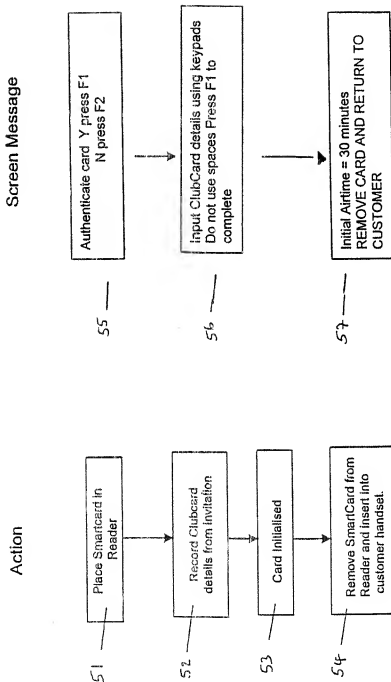 Action
51
Place Smartcard in
Reader
52
Record Clubcard
details from invitation
53
Card Initialised
54
Remove SmartCard from
Reader and insert into
customer handset.
Screen Message
55
Authenticate card Y press F1
N press F2
56
Input ClubCard details using keypads
Do not use spaces Press F1 to
complete
57
Initial Airtime = 30 minutes
REMOVE CARD AND RETURN TO
CUSTOMER